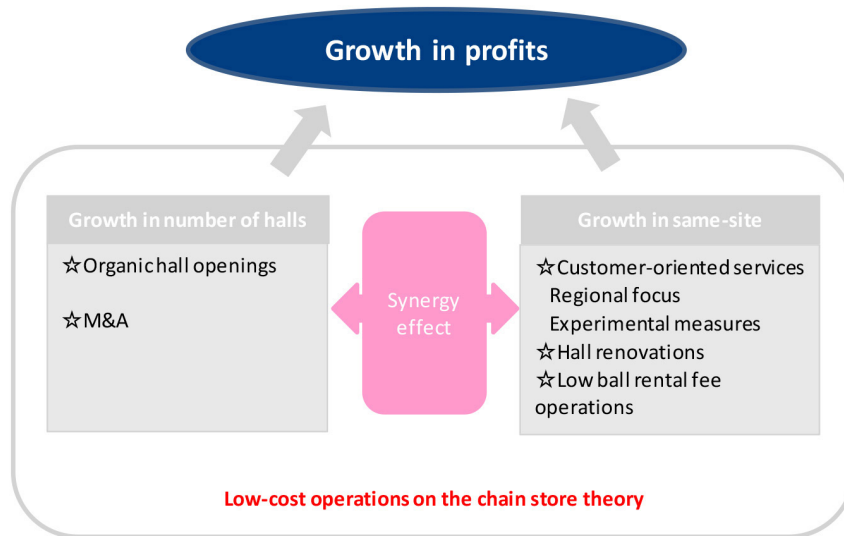 Growth in profits
Growth in number of halls
☆Organic hall openings
☆M&A
Synergy
effect
Growth in same-site
☆Customer-oriented services
Regional focus
Experimental measures
☆Hall renovations
☆Low ball rental fee
operations
Low-cost operations on the chain store theory